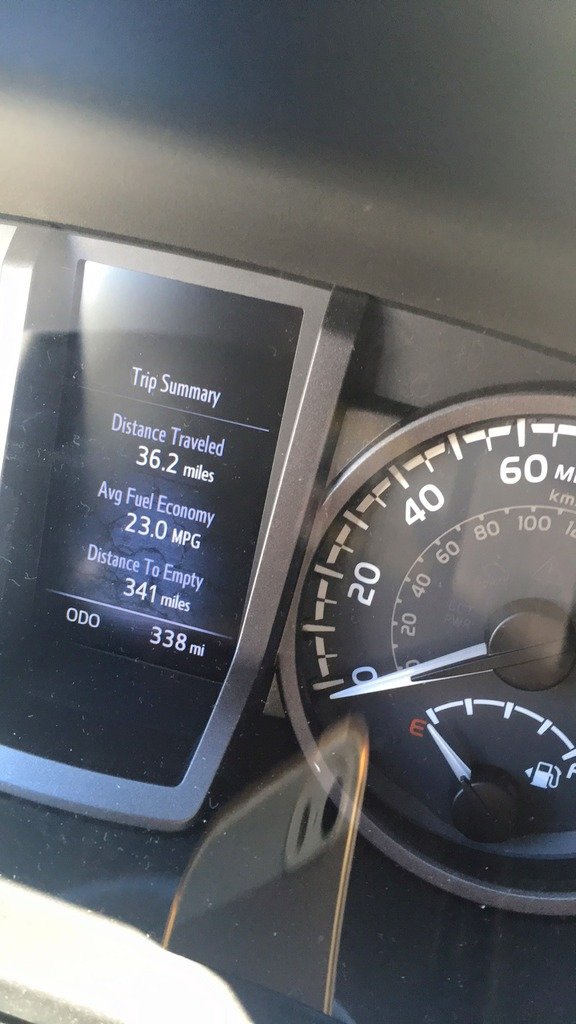 Trip Summary
Distance Traveled
36.2 miles
Avg Fuel Economy
23.0 MPG
Distance To Empty
341 miles
ODO 338 mi
0
20
40
60
20
40
60
80
100
E
F